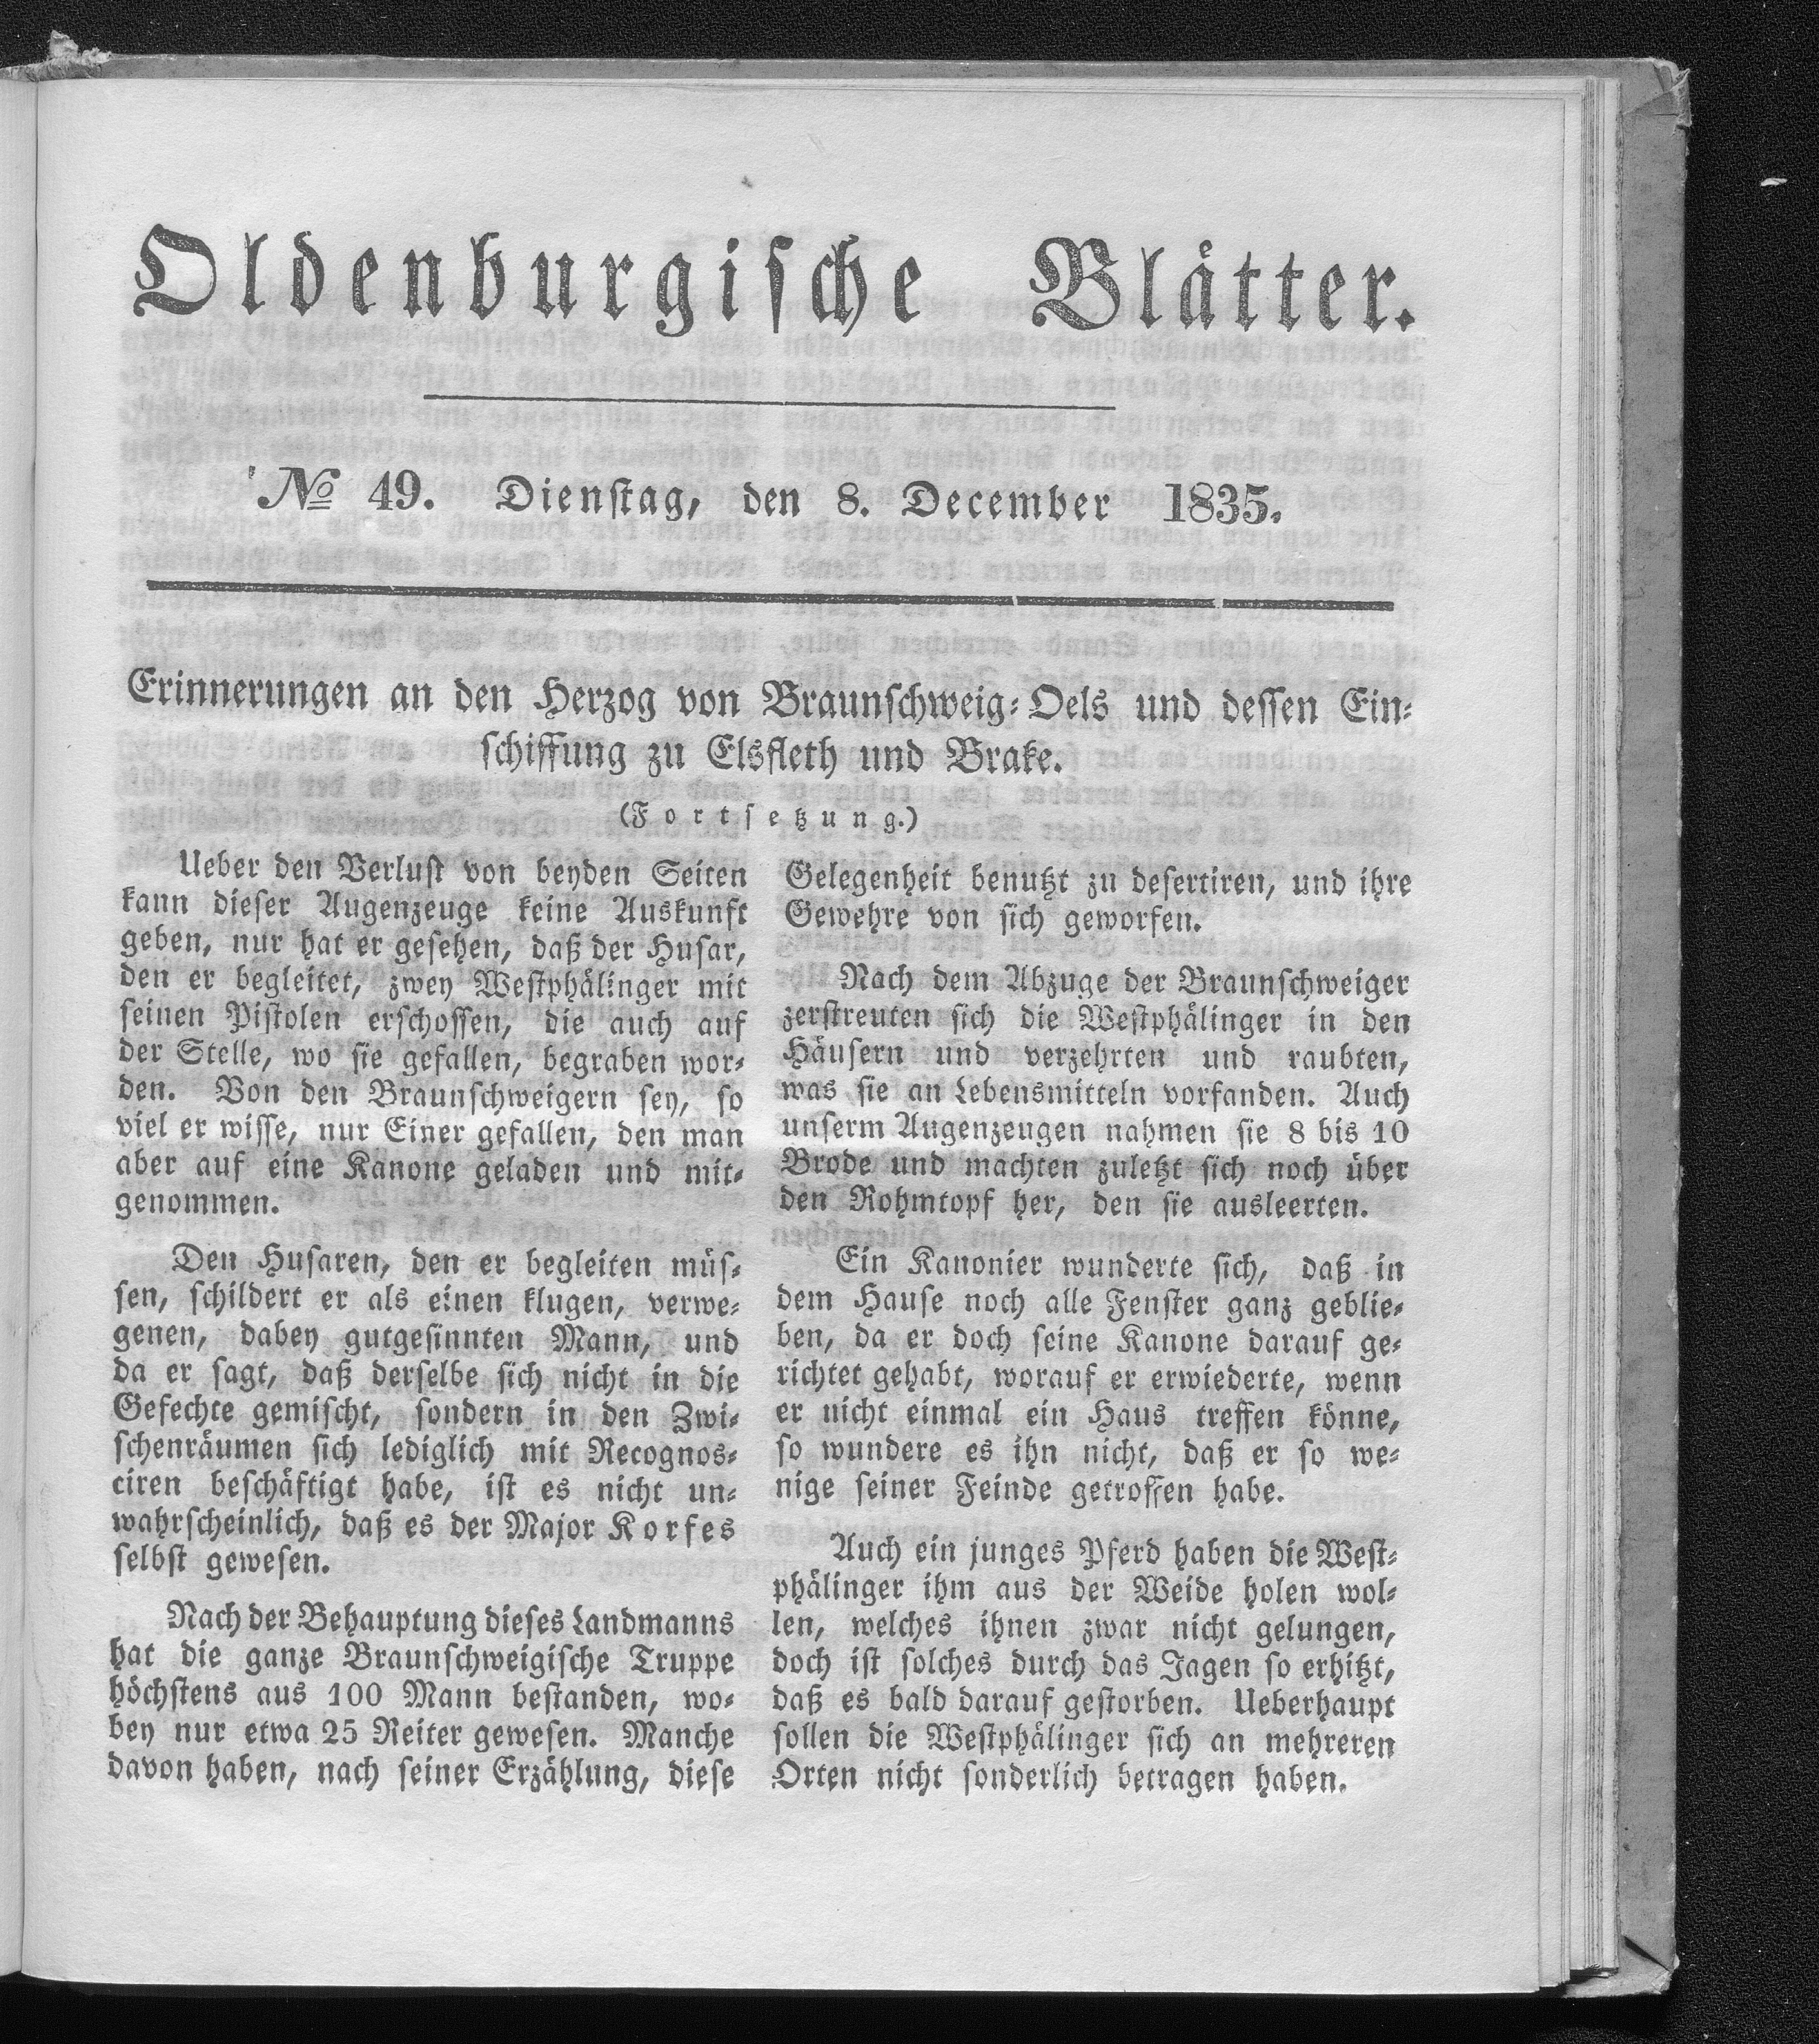 Oldenburgische Blätter.
№ 49. Dienstag, den 8. December 1835.
Erinnerungen an den Herzog von Braunschweig-Oels und dessen Ein-
schiffung zu Elsfleth und Brake.
(Fortsetzung.)
Ueber den Verlust von beyden Seiten
kann dieser Augenzeuge keine Auskunft
geben, nur hat er gesehen, daß der Husar,
den er begleitet, zwey Westphälinger mit
seinen Pistolen erschossen, die auch auf
der Stelle, wo sie gefallen, begraben wor-
den. Von den Braunschweigern sey, so
viel er wisse, nur Einer gefallen, den man
aber auf eine Kanone geladen und mit-
genommen.
Den Husaren, den er begleiten müs-
sen, schildert er als einen klugen, verwe-
genen, dabey gutgesinnten Mann, und
da er sagt, daß derselbe sich nicht in die
Gefechte gemischt, sondern in den Zwi-
schenräumen sich lediglich mit Recognos-
ciren beschäftigt habe, ist es nicht un-
wahrscheinlich, daß es der Major Korfes
selbst gewesen.
Nach der Behauptung dieses Landmanns
hat die ganze Braunschweigische Truppe
höchstens aus 100 Mann bestanden, wo-
bey nur etwa 25 Reiter gewesen. Manche
davon haben, nach seiner Erzählung, diese
Gelegenheit benutzt zu desertiren, und ihre
Gewehre von sich geworfen.
Nach dem Abzuge der Braunschweiger
zerstreuten sich die Westphälinger in den
Häusern und verzehrten und raubten,
was sie an Lebensmitteln vorfanden. Auch
unserm Augenzeugen nahmen sie 8 bis 10
Brode und machten zuletzt sich noch über
den Rohmtopf her, den sie ausleerten.
Ein Kanonier wunderte sich, daß in
dem Hause noch alle Fenster ganz geblie-
ben, da er doch seine Kanone darauf ge-
richtet gehabt, worauf er erwiederte, wenn
er nicht einmal ein Haus treffen könne,
so wundere es ihn nicht, daß er so we-
nige seiner Feinde getroffen habe.
Auch ein junges Pferd haben die West-
phälinger ihm aus der Weide holen wol-
len, welches ihnen zwar nicht gelungen,
doch ist solches durch das Jagen so erhitzt,
daß es bald darauf gestorben. Ueberhaupt
sollen die Westphälinger sich an mehreren
Orten nicht sonderlich betragen haben.